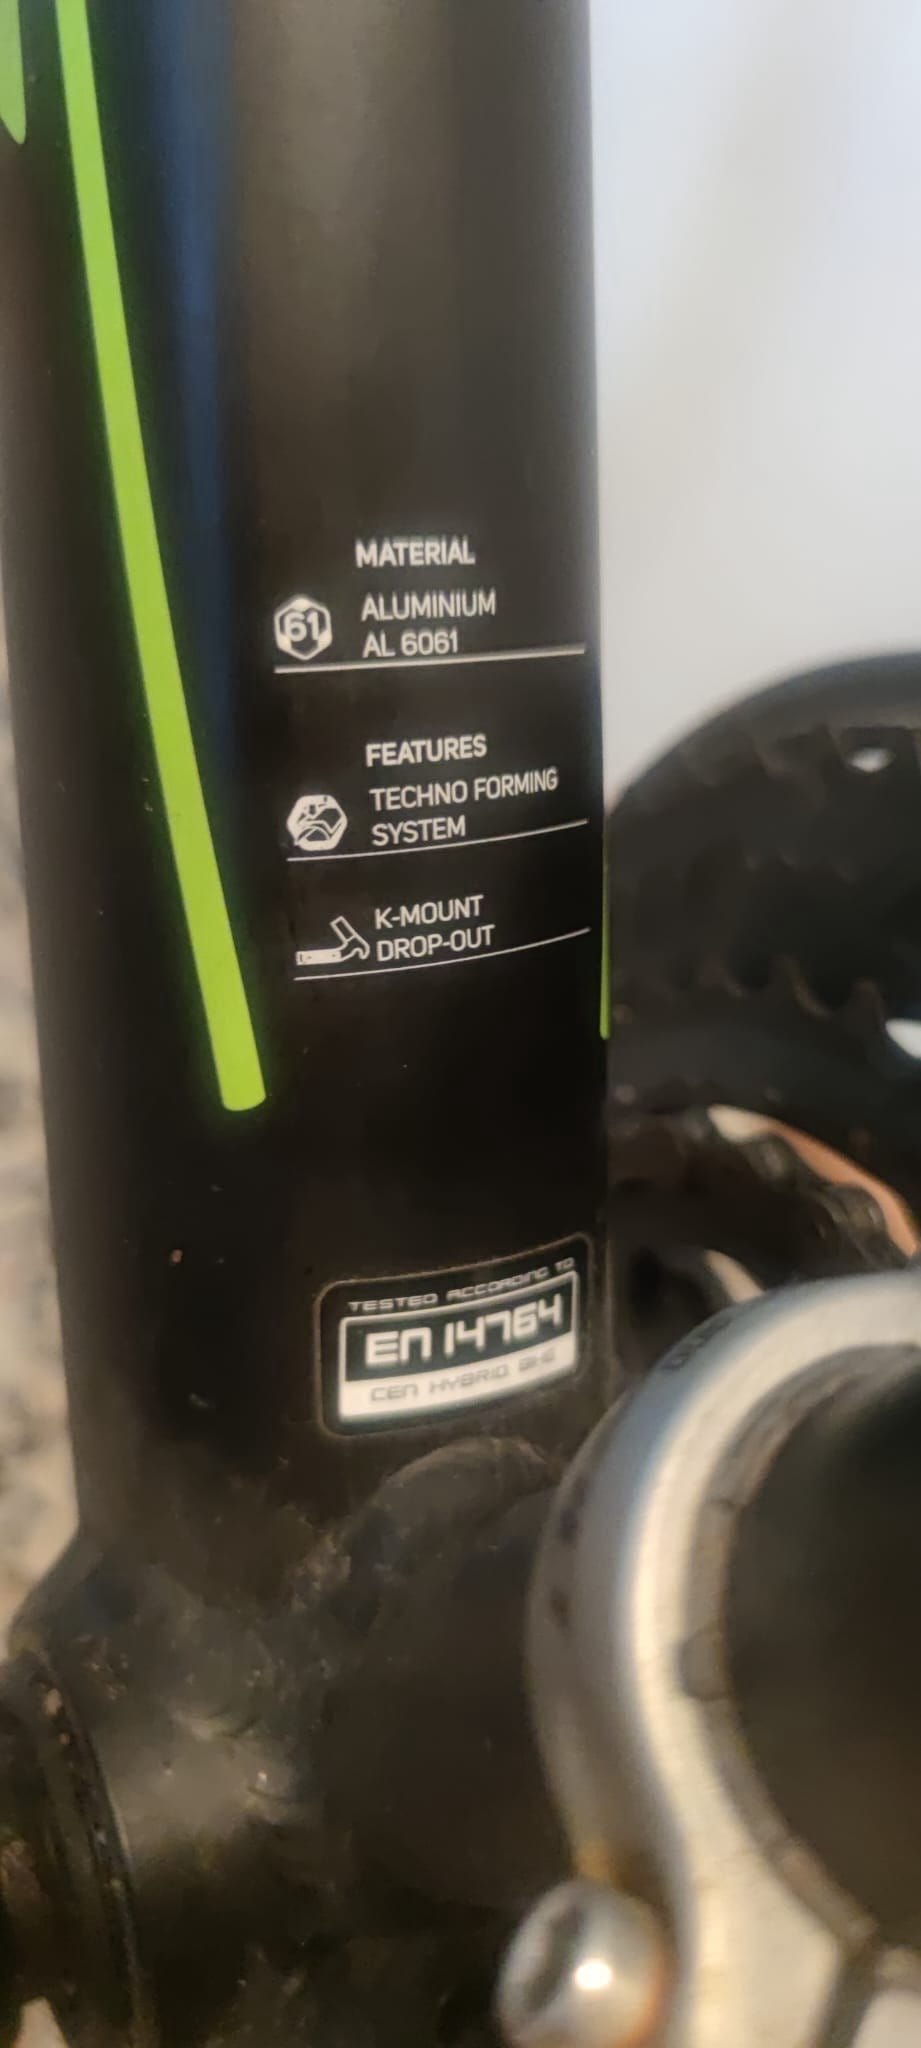 MATERIAL
61
ALUMINIUM
AL 6061
FEATURES
TECHNO FORMING
SYSTEM
K-MOUNT
DROP-OUT
TESTED ACCORDING TO
EN 14764
CEN HYBRID BIKE